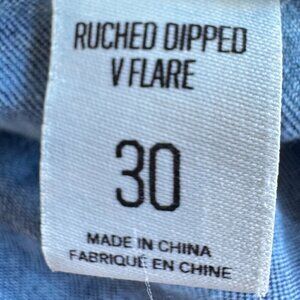 RUCHED DIPPED
V FLARE
30
MADE IN CHINA
FABRIQUÉ EN CHINE